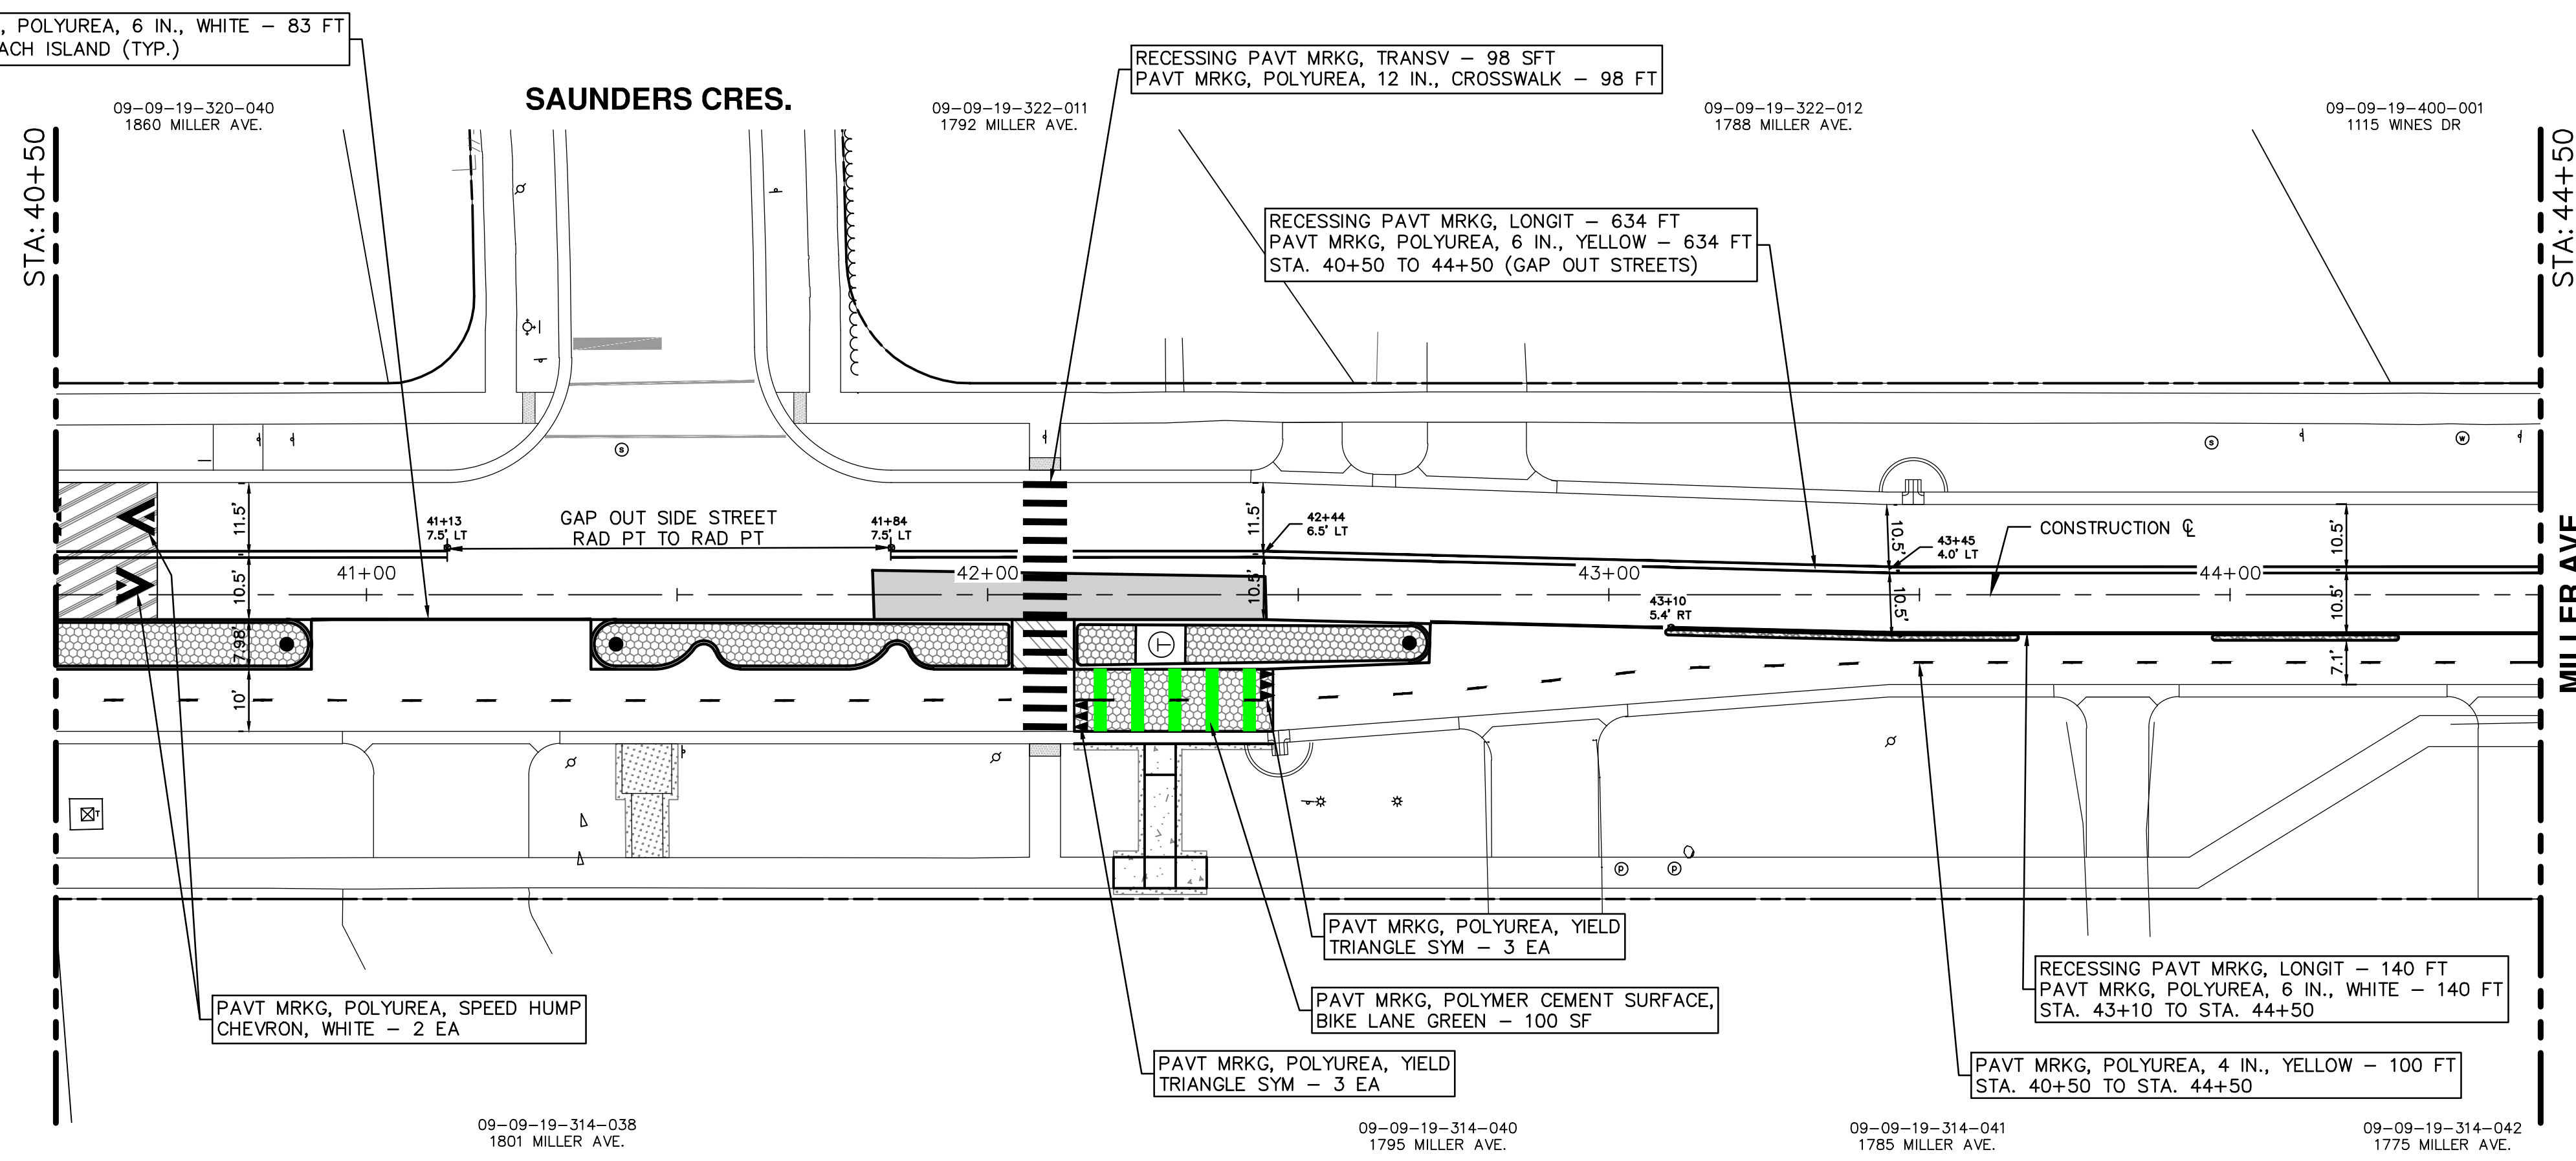 , POLYUREA, 6 IN., WHITE – 83 FT
ACH ISLAND (TYP.)
RECESSING PAVT MRKG, TRANSV – 98 SFT
PAVT MRKG, POLYUREA, 12 IN., CROSSWALK – 98 FT
SAUNDERS CRES.
09–09–19–320–040
1860 MILLER AVE.
09–09–19–322–011
1792 MILLER AVE.
09–09–19–322–012
1788 MILLER AVE.
09–09–19–400–001
1115 WINES DR
STA: 40+50
STA: 44+50
RECESSING PAVT MRKG, LONGIT – 634 FT
PAVT MRKG, POLYUREA, 6 IN., YELLOW – 634 FT
STA. 40+50 TO 44+50 (GAP OUT STREETS)
S
S
W
11.5'
41+13
7.5' LT
GAP OUT SIDE STREET
RAD PT TO RAD PT
41+84
7.5' LT
11.5'
42+44
6.5' LT
10.5'
43+45
4.0' LT
CONSTRUCTION ℄
10.5'
MILLER AVE
10.5'
41+00
42+00
10.5'
43+00
10.5'
44+00
10.5'
43+10
5.4' RT
7.98'
T
7.1'
10'
T
P
P
PAVT MRKG, POLYUREA, YIELD
TRIANGLE SYM – 3 EA
RECESSING PAVT MRKG, LONGIT – 140 FT
PAVT MRKG, POLYUREA, 6 IN., WHITE – 140 FT
STA. 43+10 TO STA. 44+50
PAVT MRKG, POLYUREA, SPEED HUMP
CHEVRON, WHITE – 2 EA
PAVT MRKG, POLYMER CEMENT SURFACE,
BIKE LANE GREEN – 100 SF
PAVT MRKG, POLYUREA, YIELD
TRIANGLE SYM – 3 EA
PAVT MRKG, POLYUREA, 4 IN., YELLOW – 100 FT
STA. 40+50 TO STA. 44+50
09–09–19–314–038
1801 MILLER AVE.
09–09–19–314–040
1795 MILLER AVE.
09–09–19–314–041
1785 MILLER AVE.
09–09–19–314–042
1775 MILLER AVE.